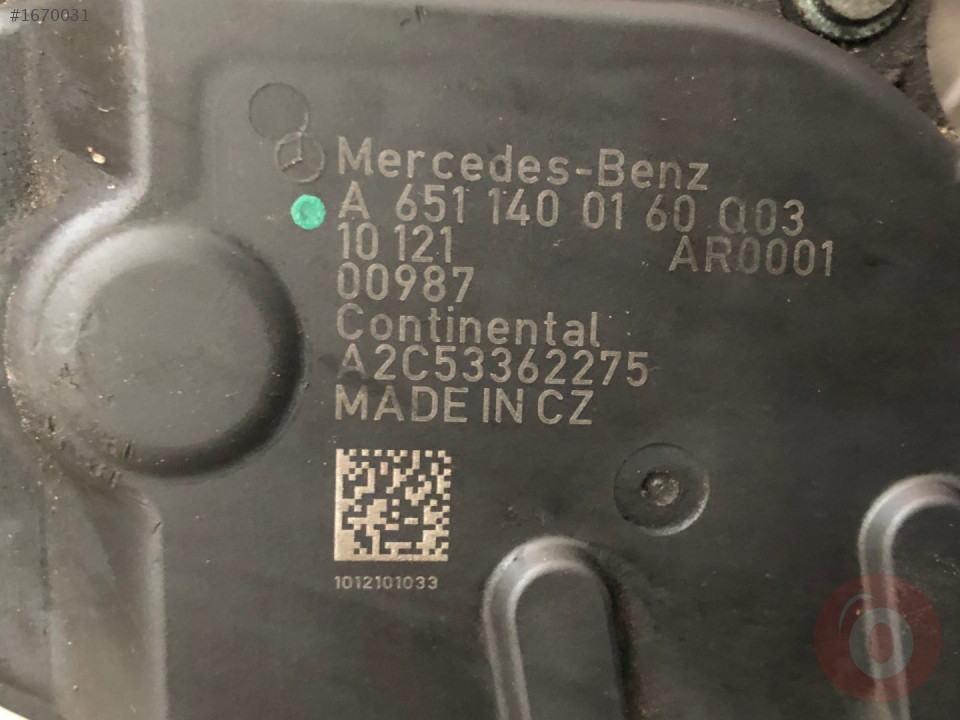 #1670031
Mercedes-Benz
A 651 140 01 60 Q03
10 121 AR0001
00987
Continental
A2C53362275
MADE IN CZ
1012101033